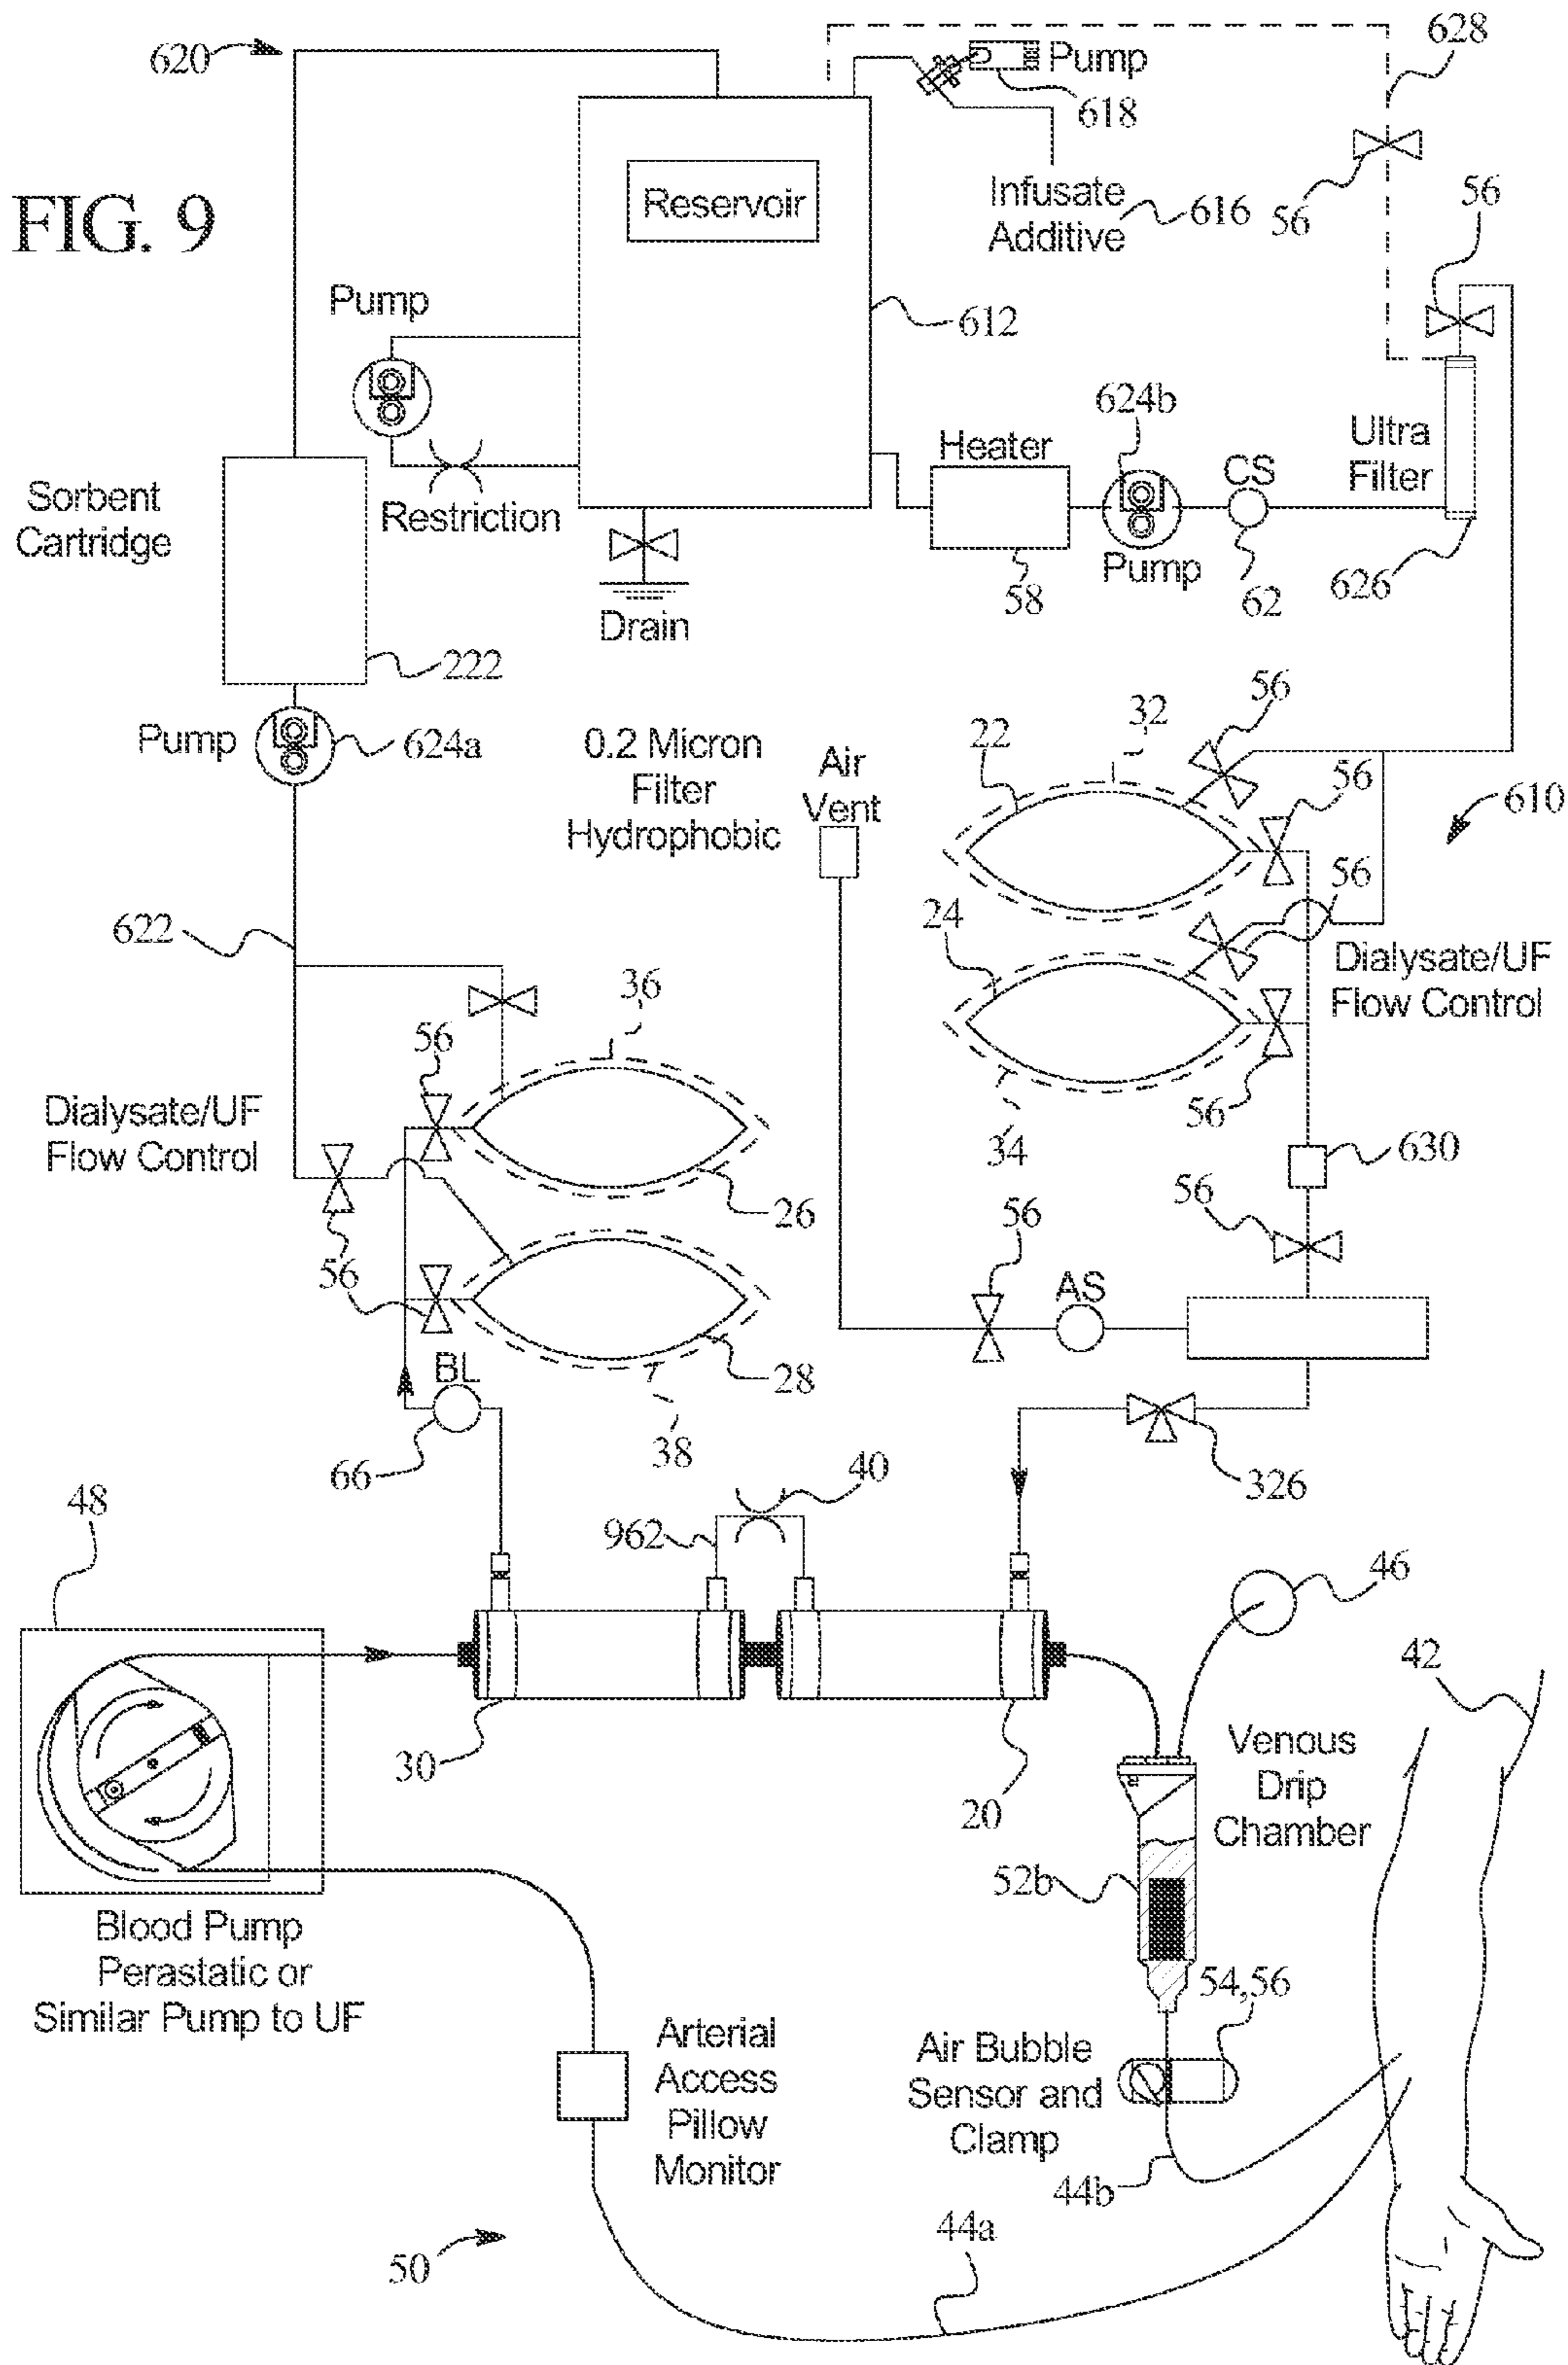 620
Pump
618
628
FIG. 9
Reservoir
Infusate
Additive
616
56
56
Pump
612
Sorbent
Cartridge
Restriction
Heater
624b
CS
Ultra
Filter
Drain
58
Pump
62
626
222
Pump
624a
0.2 Micron
Filter
Hydrophobic
Air
Vent
22
32
56
56
610
622
24
56
Dialysate/UF
Flow Control
36
56
56
34
Dialysate/UF
Flow Control
630
26
56
56
56
AS
BL
28
66
38
326
48
40
962
46
42
30
20
Venous
Drip
Chamber
52b
Blood Pump
Perastatic or
Similar Pump to UF
54,56
Arterial
Access
Pillow
Monitor
Air Bubble
Sensor and
Clamp
44b
50
44a